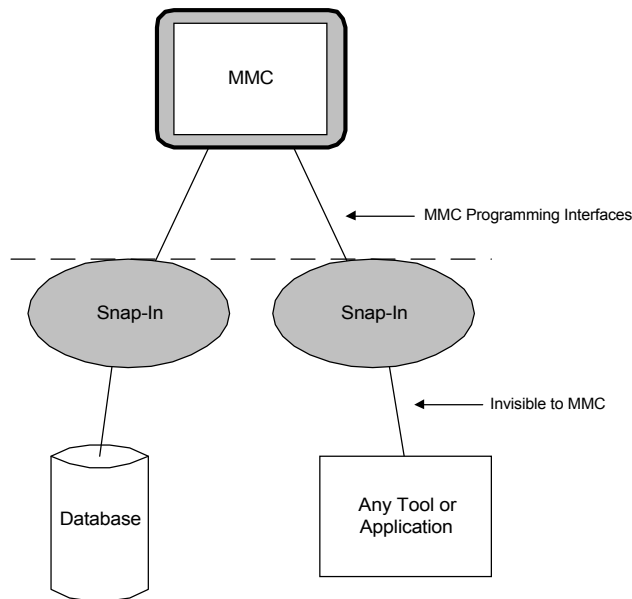 MMC
MMC Programming Interfaces
Snap-In
Snap-In
Invisible to MMC
Database
Any Tool or
Application